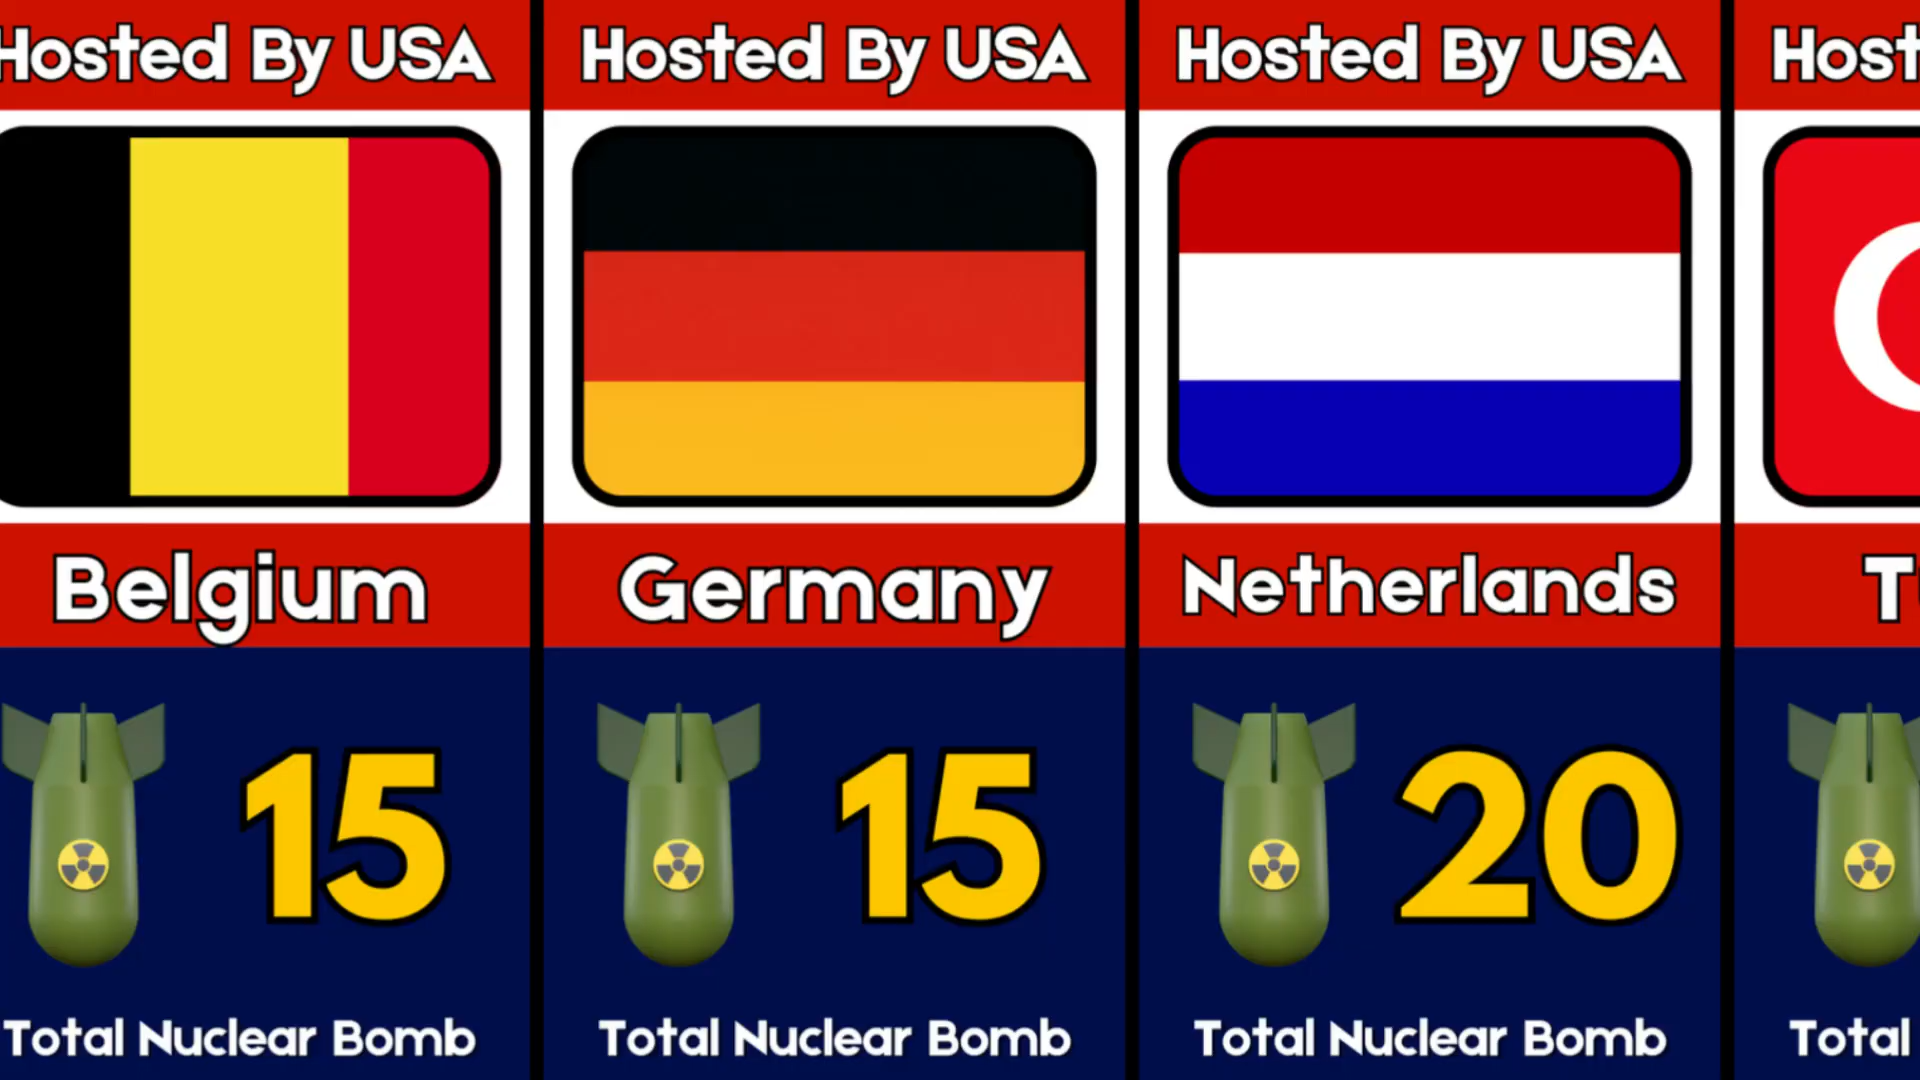 Hosted By USA
Belgium
15
Total Nuclear Bomb
Hosted By USA
Germany
15
Total Nuclear Bomb
Hosted By USA
Netherlands
20
Total Nuclear Bomb
Total